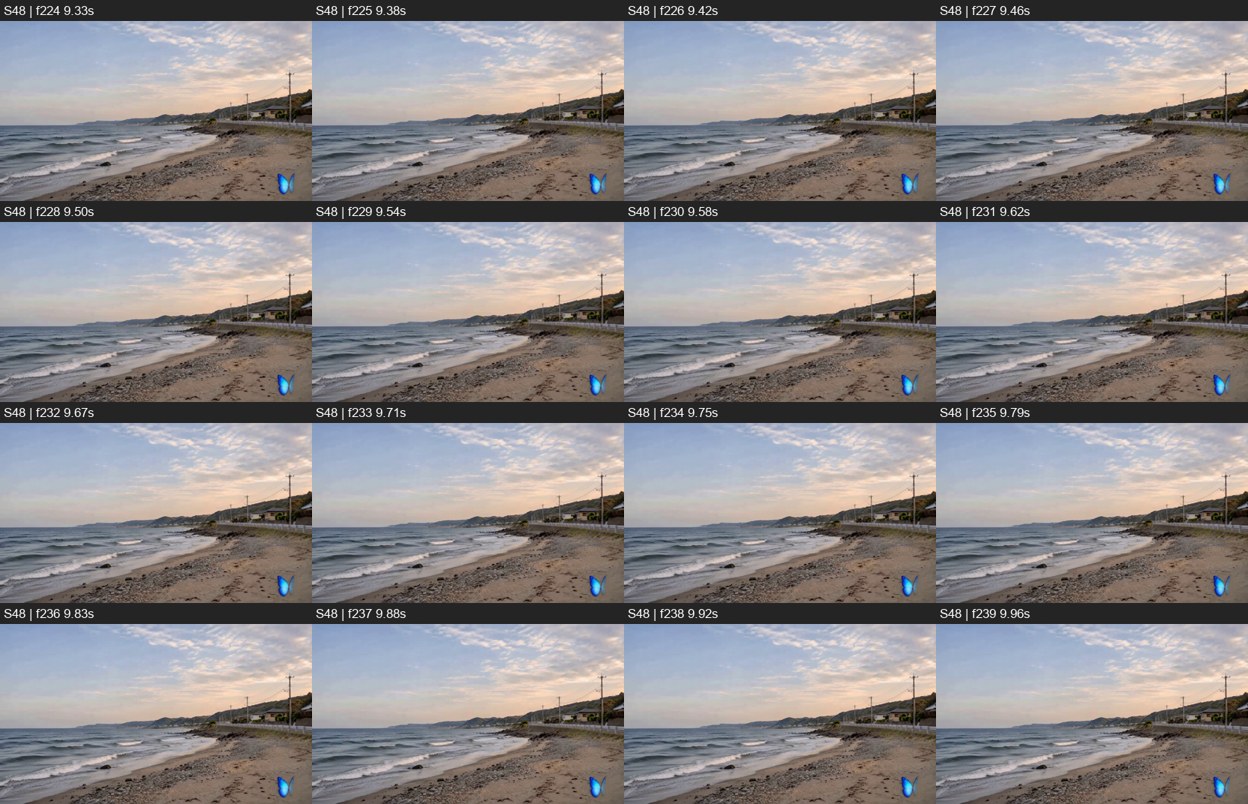 S48 | f224 9.33s
S48 | f225 9.38s
S48 | f226 9.42s
S48 | f227 9.46s
S48 | f228 9.50s
S48 | f229 9.54s
S48 | f230 9.58s
S48 | f231 9.62s
S48 | f232 9.67s
S48 | f233 9.71s
S48 | f234 9.75s
S48 | f235 9.79s
S48 | f236 9.83s
S48 | f237 9.88s
S48 | f238 9.92s
S48 | f239 9.96s